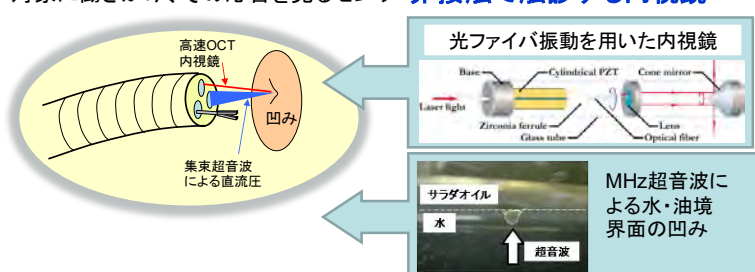 高速OCT
内視鏡
凹み
集束超音波
による直流圧
光ファイバ振動を用いた内視鏡
Base
Cylindrical PZT
Cone mirror
Laser light
Zirconia ferrule
Lens
Glass tube
Optical fiber
サラダオイル
水
超音波
MHz超音波に
よる水・油境
界面の凹み